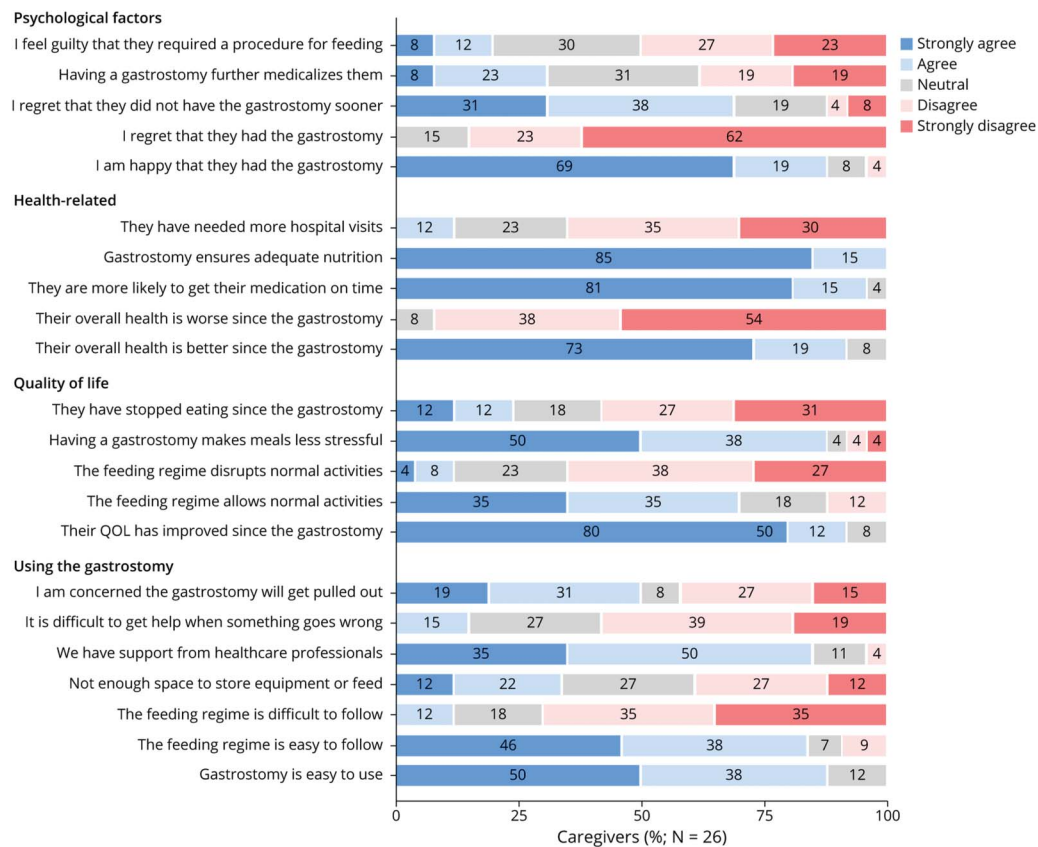 Psychological factors
I feel guilty that they required a procedure for feeding 8 12 30 27 23
Having a gastrostomy further medicalizes them 8 23 31 19 19
I regret that they did not have the gastrostomy sooner 31 38 19 4 8
I regret that they had the gastrostomy 15 23 62
I am happy that they had the gastrostomy 69 19 8 4
Strongly agree
Agree
Neutral
Disagree
Strongly disagree
Health-related
They have needed more hospital visits 12 23 35 30
Gastrostomy ensures adequate nutrition 85 15
They are more likely to get their medication on time 81 15 4
Their overall health is worse since the gastrostomy 8 38 54
Their overall health is better since the gastrostomy 73 19 8
Quality of life
They have stopped eating since the gastrostomy 12 12 18 27 31
Having a gastrostomy makes meals less stressful 50 38 4 4 4
The feeding regime disrupts normal activities 4 8 23 38 27
The feeding regime allows normal activities 35 35 18 12
Their QOL has improved since the gastrostomy 80 50 12 8
Using the gastrostomy
I am concerned the gastrostomy will get pulled out 19 31 8 27 15
It is difficult to get help when something goes wrong 15 27 39 19
We have support from healthcare professionals 35 50 11 4
Not enough space to store equipment or feed 12 22 27 27 12
The feeding regime is difficult to follow 12 18 35 35
The feeding regime is easy to follow 46 38 7 9
Gastrostomy is easy to use 50 38 12
0 25 50 75 100
Caregivers (%; N = 26)